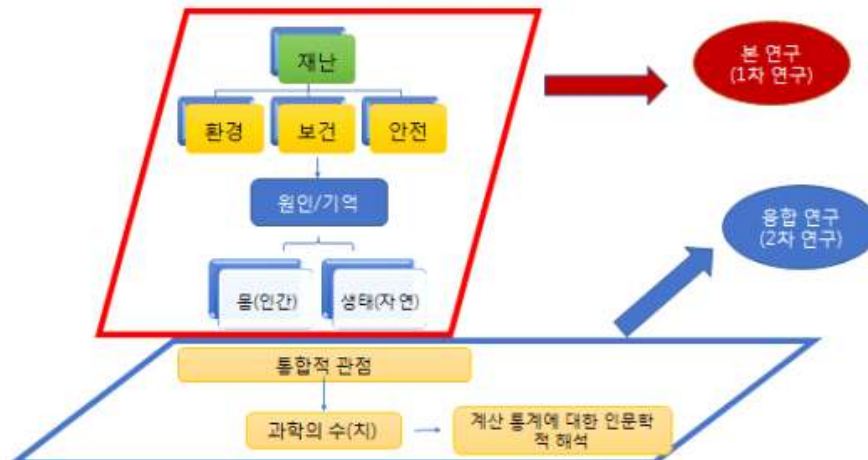 재난
본 연구
(1차 연구)
환경
보건
안전
원인/기억
융합 연구
(2차 연구)
몸(인간)
생태(자연)
통합적 관점
과학의 수(치)
계산 통계에 대한 인문학
적 해석